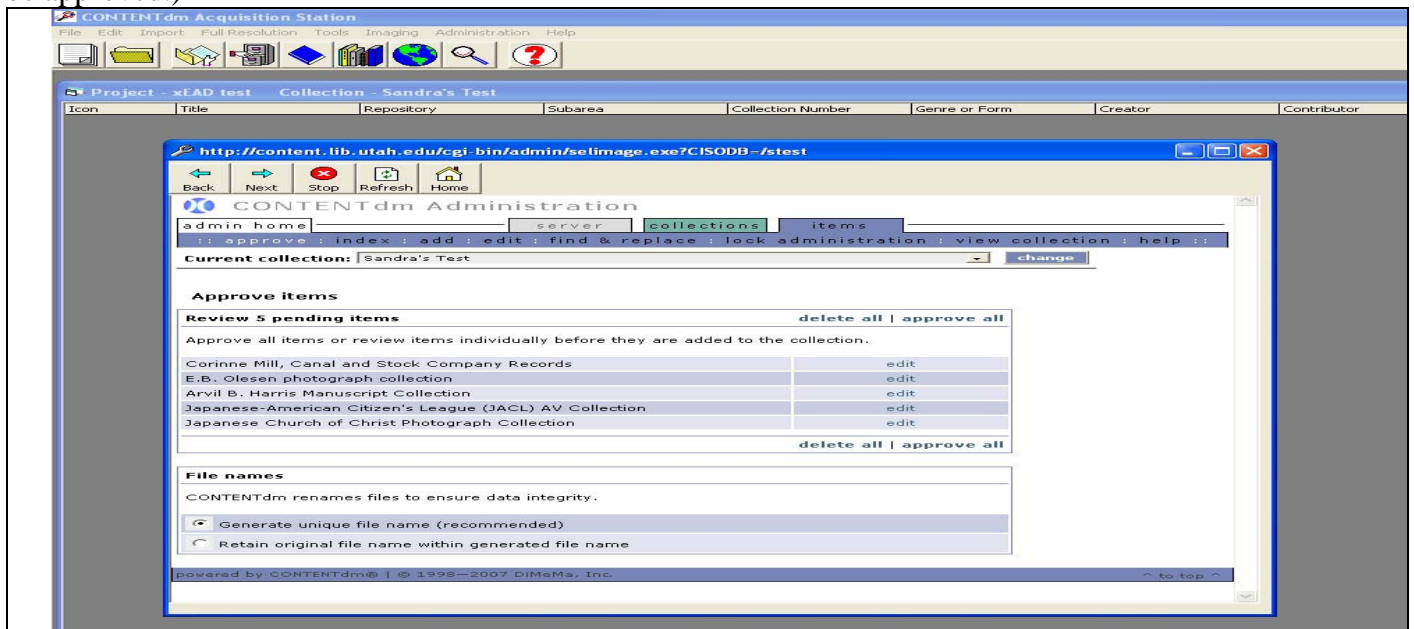 CONTENTdm Acquisition Station
File Edit Import Full Resolution Tools Imaging Administration Help
Project - xEAD test Collection - Sandra's Test
Icon Title Repository Subarea Collection Number Genre or Form Creator Contributor
http://content.lib.utah.edu/cgi-bin/admin/selimage.exe?CISODB=/stest
Back Next Stop Refresh Home
CONTENTdm Administration
admin home server collections items
:: approve : index : add : edit : find & replace : lock administration : view collection : help ::
Current collection: Sandra's Test change
Approve items
Review 5 pending items delete all | approve all
Approve all items or review items individually before they are added to the collection.
Corinne Mill, Canal and Stock Company Records edit
E.B. Olesen photograph collection edit
Arvil B. Harris Manuscript Collection edit
Japanese-American Citizen's League (JACL) AV Collection edit
Japanese Church of Christ Photograph Collection edit
delete all | approve all
File names
CONTENTdm renames files to ensure data integrity.
Generate unique file name (recommended)
Retain original file name within generated file name
powered by CONTENTdm® | © 1998—2007 DiMeMa, Inc. ^ to top ^